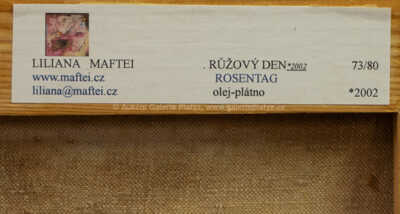 LILIANA MAFTEI
www.maftei.cz
liliana@maftei.cz
. RŮŽOVÝ DEN *2002 73/80
ROSENTAG
olej-plátno *2002